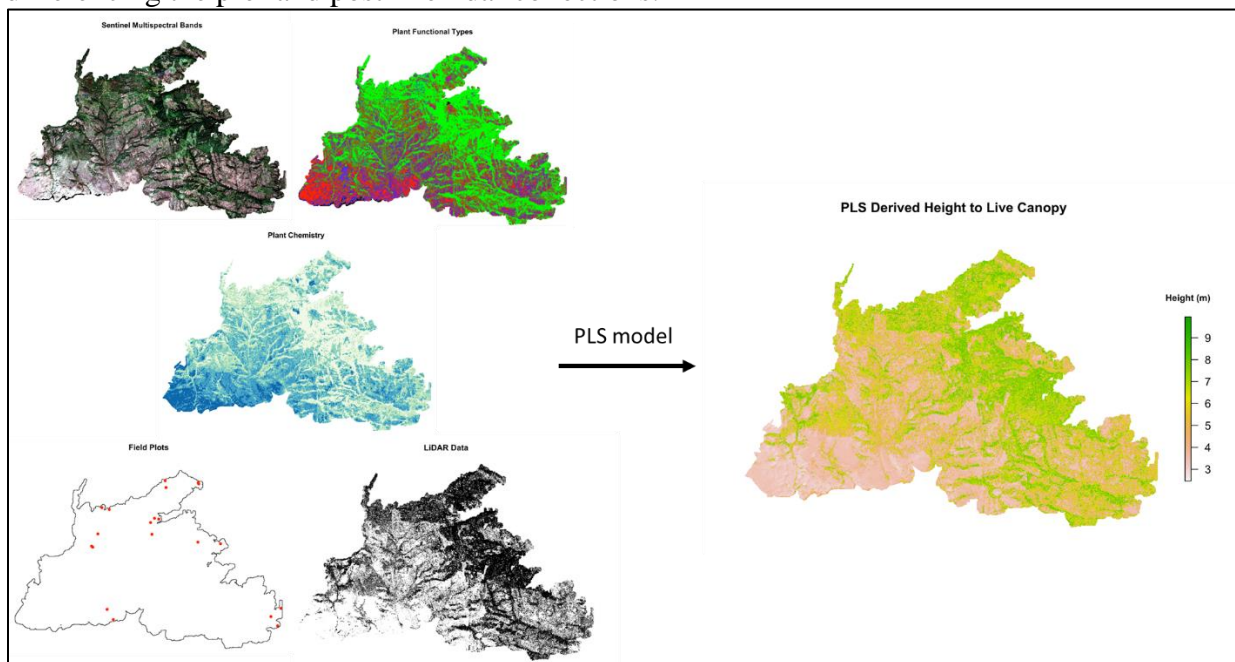 Sentinel Multispectral Bands
Plant Functional Types
Plant Chemistry
Field Plots
LiDAR Data
PLS model
PLS Derived Height to Live Canopy
Height (m)
9
8
7
6
5
4
3